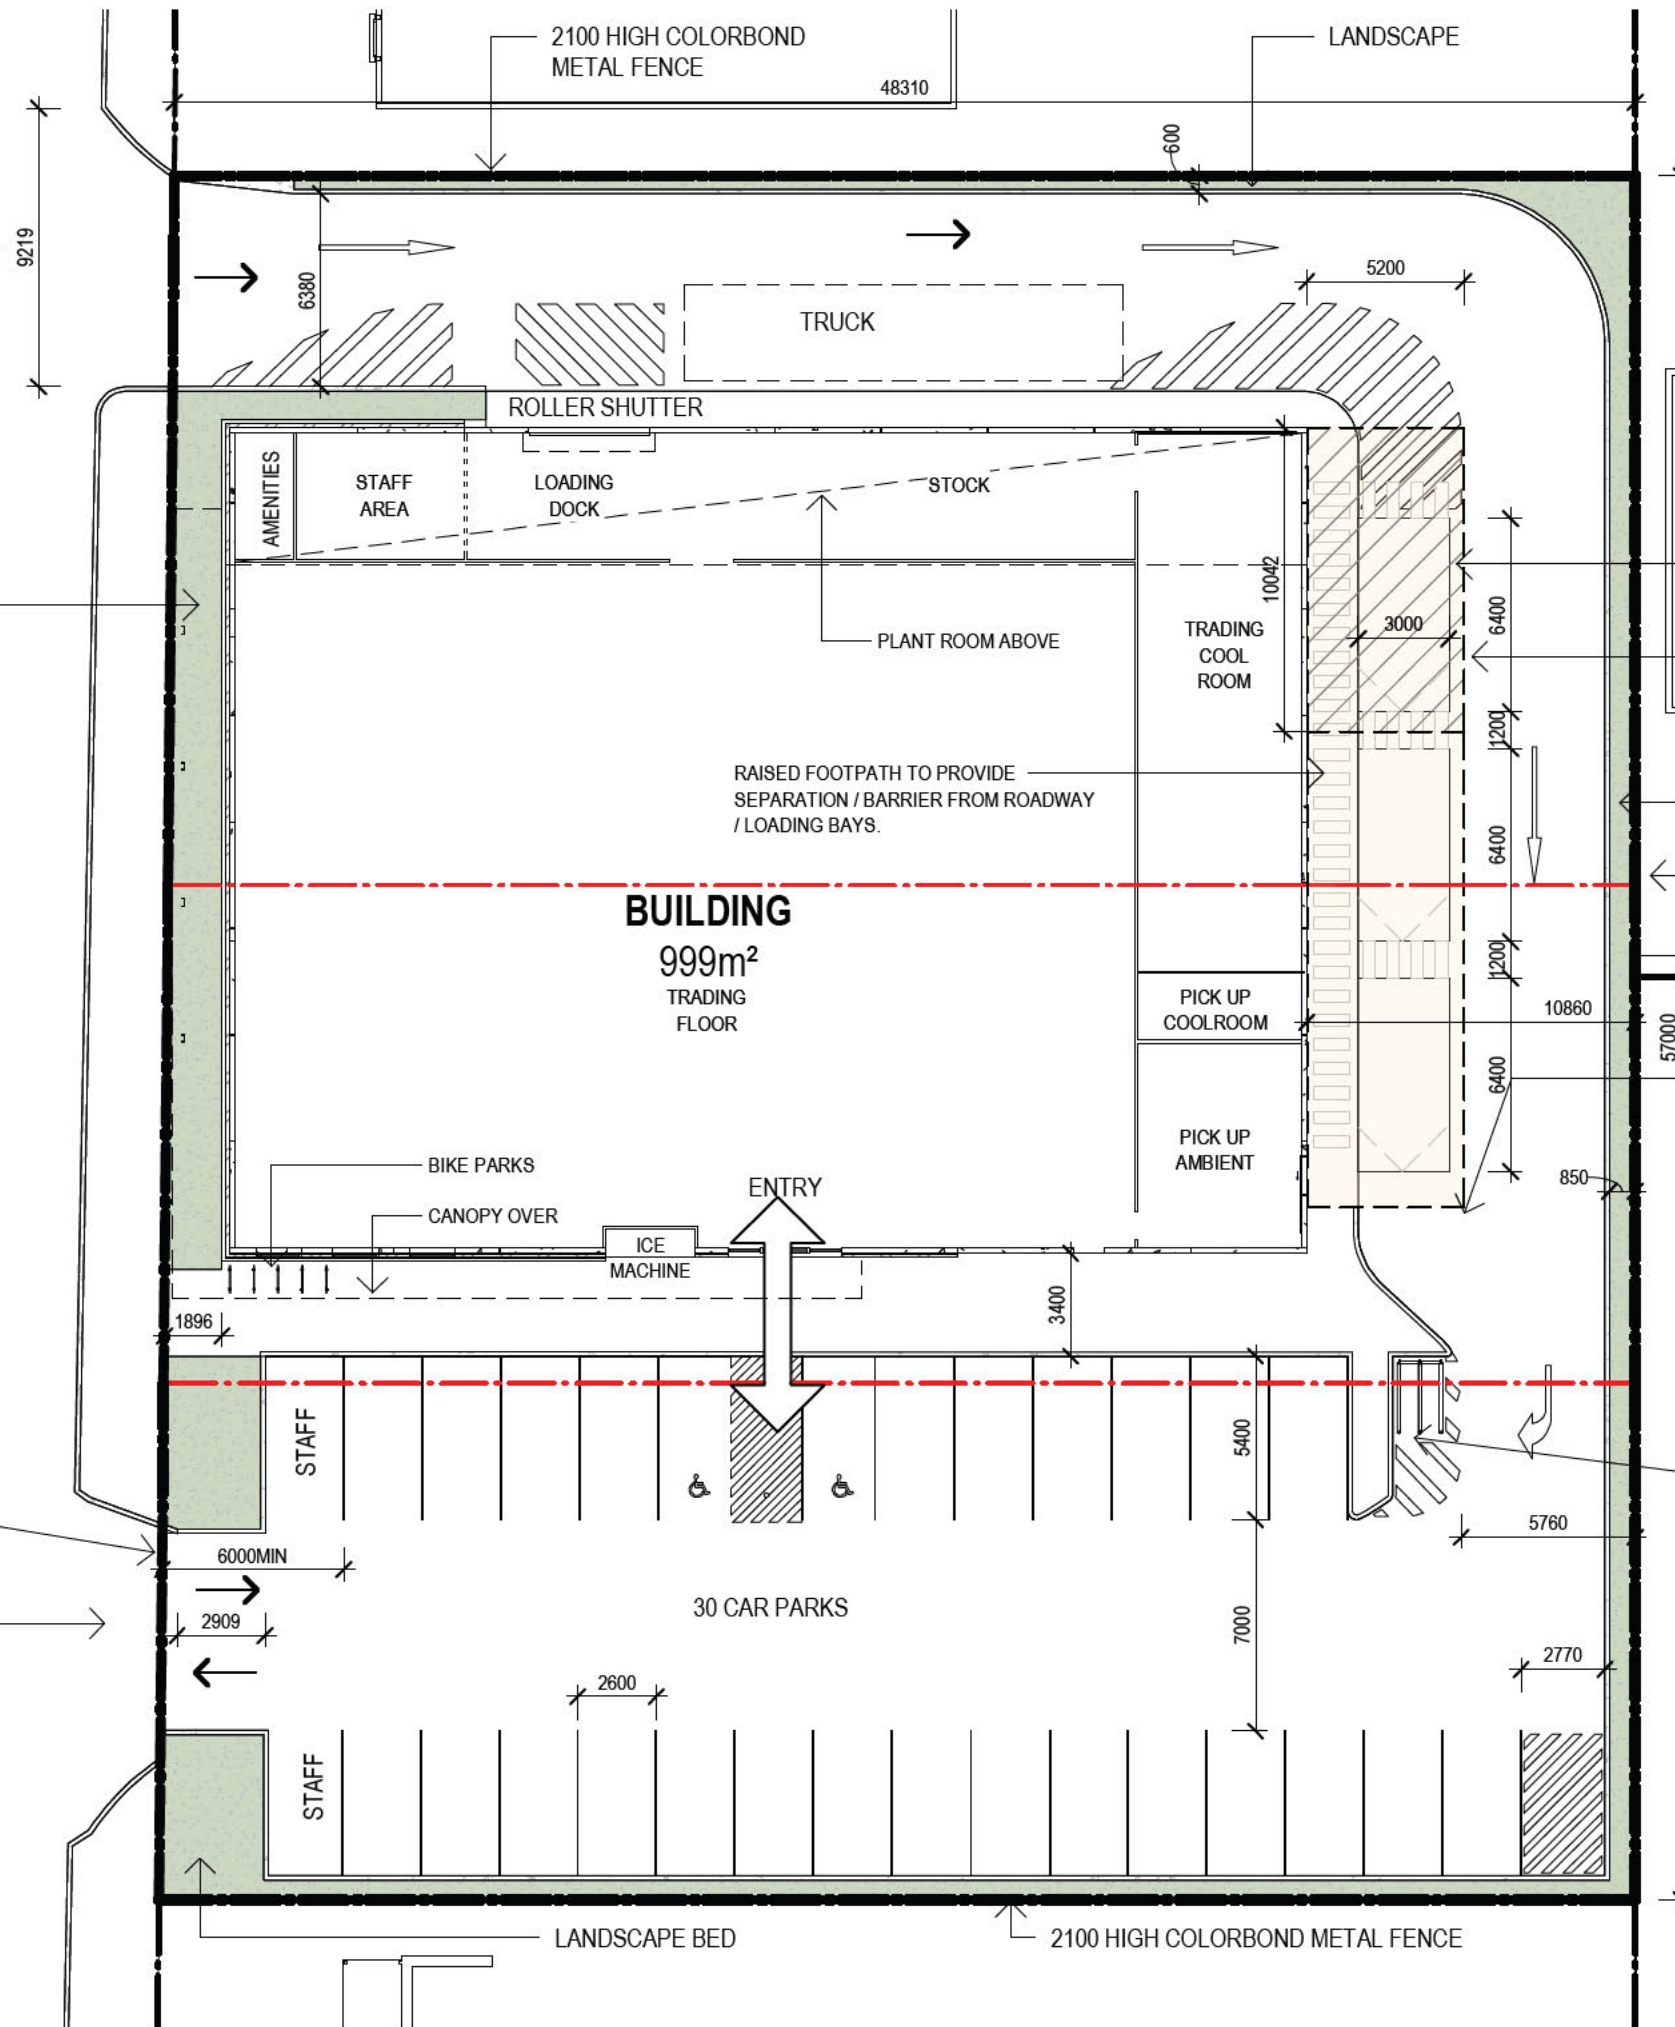 2100 HIGH COLORBOND
METAL FENCE
LANDSCAPE
48310
600
9219
6380
5200
TRUCK
ROLLER SHUTTER
AMENITIES
STAFF
AREA
LOADING
DOCK
STOCK
10042
6400
3000
TRADING
COOL
ROOM
PLANT ROOM ABOVE
1200
RAISED FOOTPATH TO PROVIDE
SEPARATION / BARRIER FROM ROADWAY
/ LOADING BAYS.
6400
BUILDING
999m²
TRADING
FLOOR
1200
PICK UP
COOLROOM
10860
57000
6400
PICK UP
AMBIENT
850
BIKE PARKS
ENTRY
CANOPY OVER
ICE
MACHINE
3400
1896
STAFF
5400
5760
6000MIN
30 CAR PARKS
2909
7000
2770
2600
STAFF
LANDSCAPE BED
2100 HIGH COLORBOND METAL FENCE